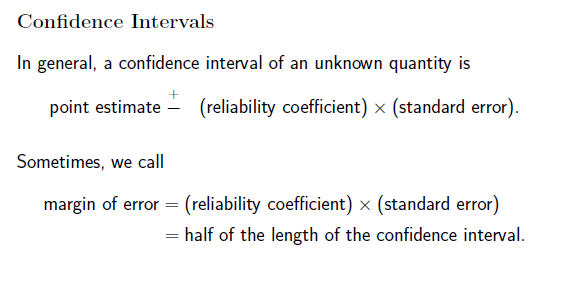 Confidence Intervals
In general, a confidence interval of an unknown quantity is
point estimate +− (reliability coefficient) × (standard error).
Sometimes, we call
margin of error = (reliability coefficient) × (standard error)
= half of the length of the confidence interval.